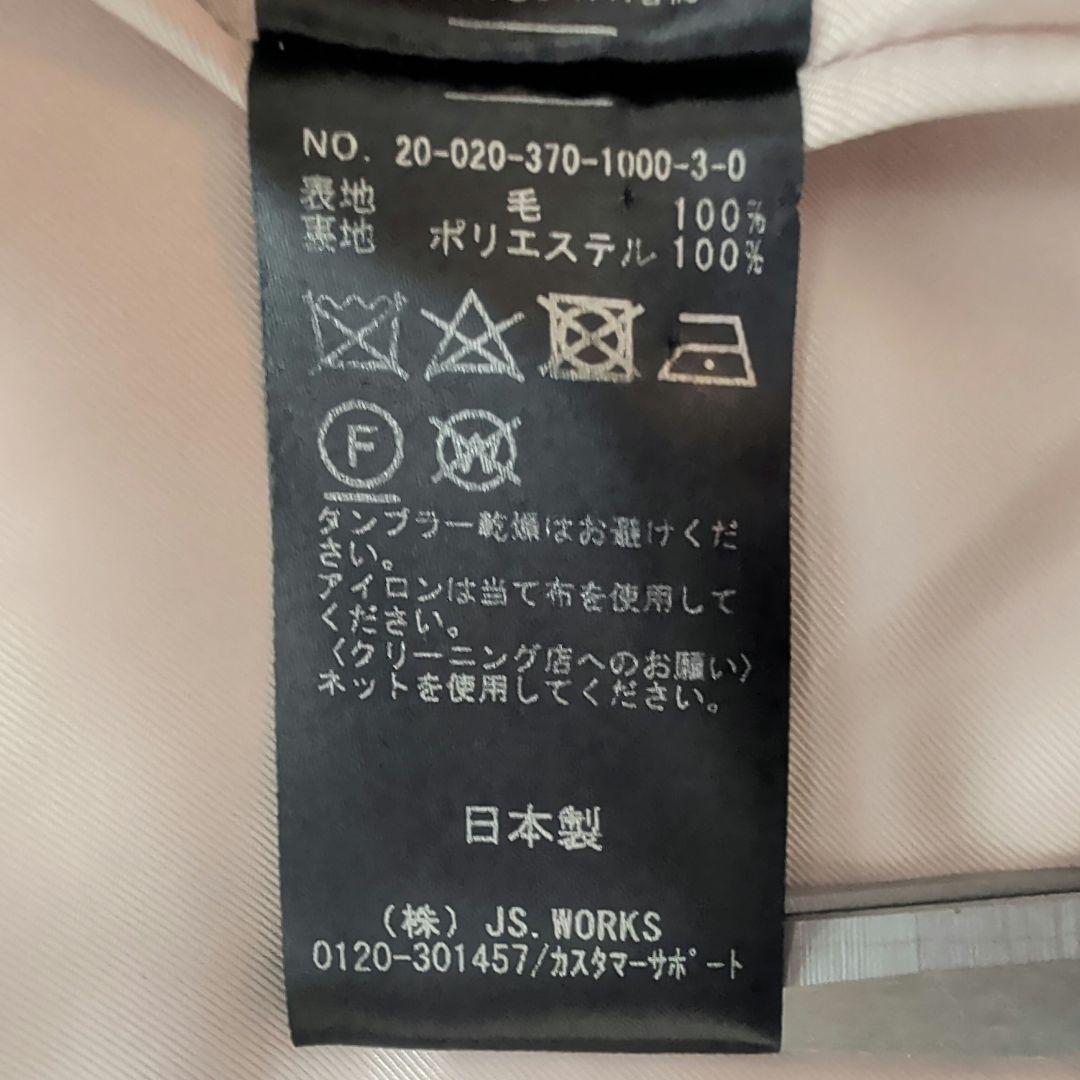 NO. 20-020-370-1000-3-0
表地 毛 100%
裏地 ポリエステル 100%
F
W
タンブラー乾燥はお避けくだ
さい。
アイロンは当て布を使用して
ください。
〈クリーニング店へのお願い〉
ネットを使用してください。
日本製
(株) JS. WORKS
0120-301457/カスタマーサポート